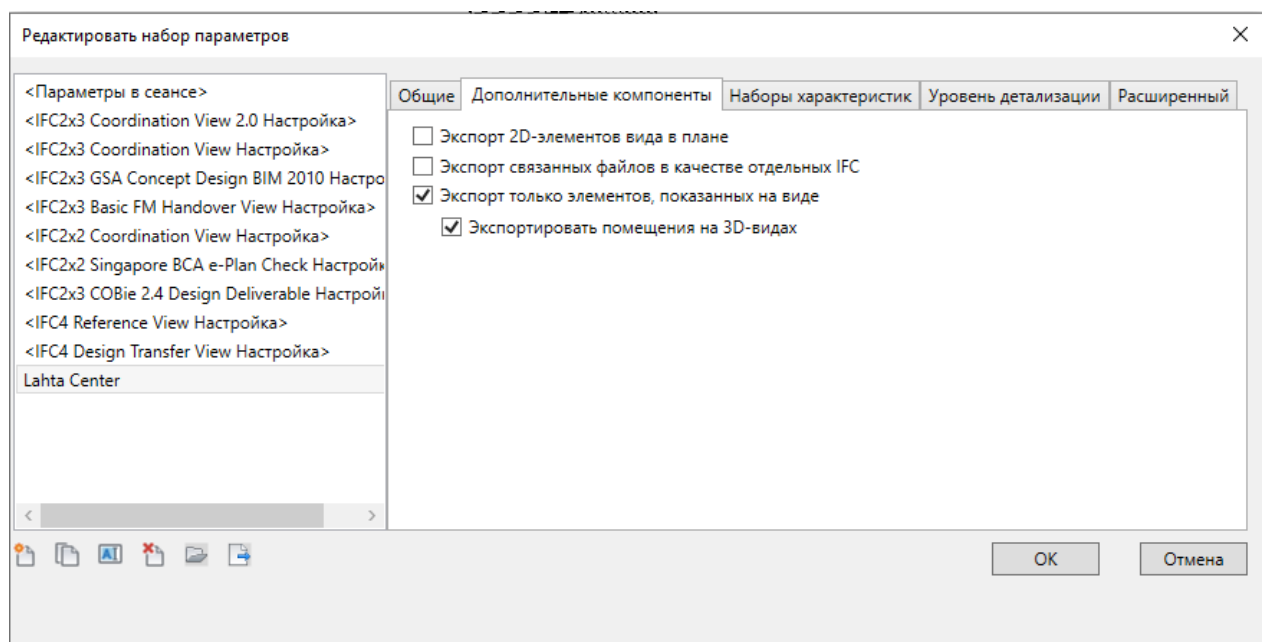 Редактировать набор параметров
<Параметры в сеансе>
<IFC2x3 Coordination View 2.0 Настройка>
<IFC2x3 Coordination View Настройка>
<IFC2x3 GSA Concept Design BIM 2010 Настро
<IFC2x3 Basic FM Handover View Настройка>
<IFC2x2 Coordination View Настройка>
<IFC2x2 Singapore BCA e-Plan Check Настройк
<IFC2x3 COBie 2.4 Design Deliverable Настрой
<IFC4 Reference View Настройка>
<IFC4 Design Transfer View Настройка>
Lahta Center
Общие Дополнительные компоненты Наборы характеристик Уровень детализации Расширенный
Экспорт 2D-элементов вида в плане
Экспорт связанных файлов в качестве отдельных IFC
Экспорт только элементов, показанных на виде
Экспортировать помещения на 3D-видах
OK Отмена